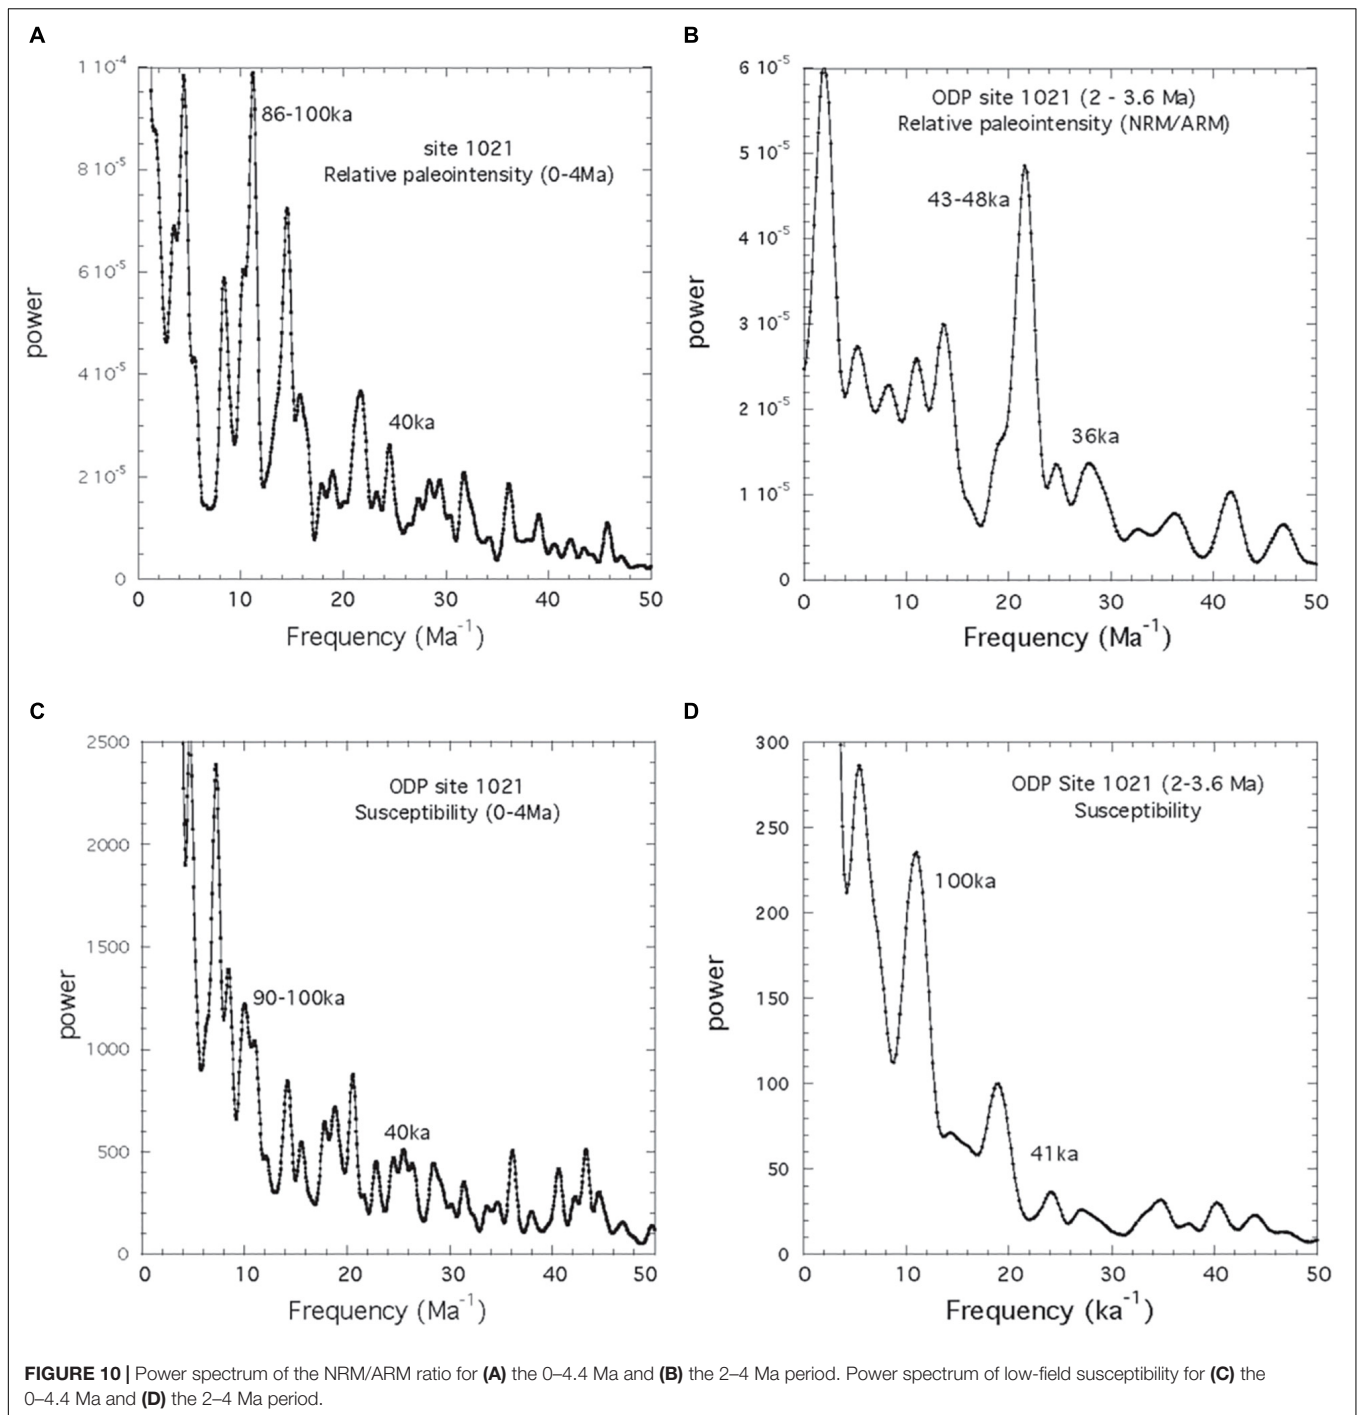 A
1 10⁻⁴
8 10⁻⁵
6 10⁻⁵
4 10⁻⁵
2 10⁻⁵
0
power
86-100ka
site 1021
Relative paleointensity (0-4Ma)
40ka
0 10 20 30 40 50
Frequency (Ma⁻¹)
B
6 10⁻⁵
5 10⁻⁵
4 10⁻⁵
3 10⁻⁵
2 10⁻⁵
1 10⁻⁵
0
power
ODP site 1021 (2 - 3.6 Ma)
Relative paleointensity (NRM/ARM)
43-48ka
36ka
0 10 20 30 40 50
Frequency (Ma⁻¹)
C
2500
2000
1500
1000
500
0
power
ODP site 1021
Susceptibility (0-4Ma)
90-100ka
40ka
0 10 20 30 40 50
Frequency (Ma⁻¹)
D
300
250
200
150
100
50
0
power
ODP Site 1021 (2-3.6 Ma)
Susceptibility
100ka
41ka
0 10 20 30 40 50
Frequency (ka⁻¹)
FIGURE 10 | Power spectrum of the NRM/ARM ratio for (A) the 0–4.4 Ma and (B) the 2–4 Ma period. Power spectrum of low-field susceptibility for (C) the
0–4.4 Ma and (D) the 2–4 Ma period.